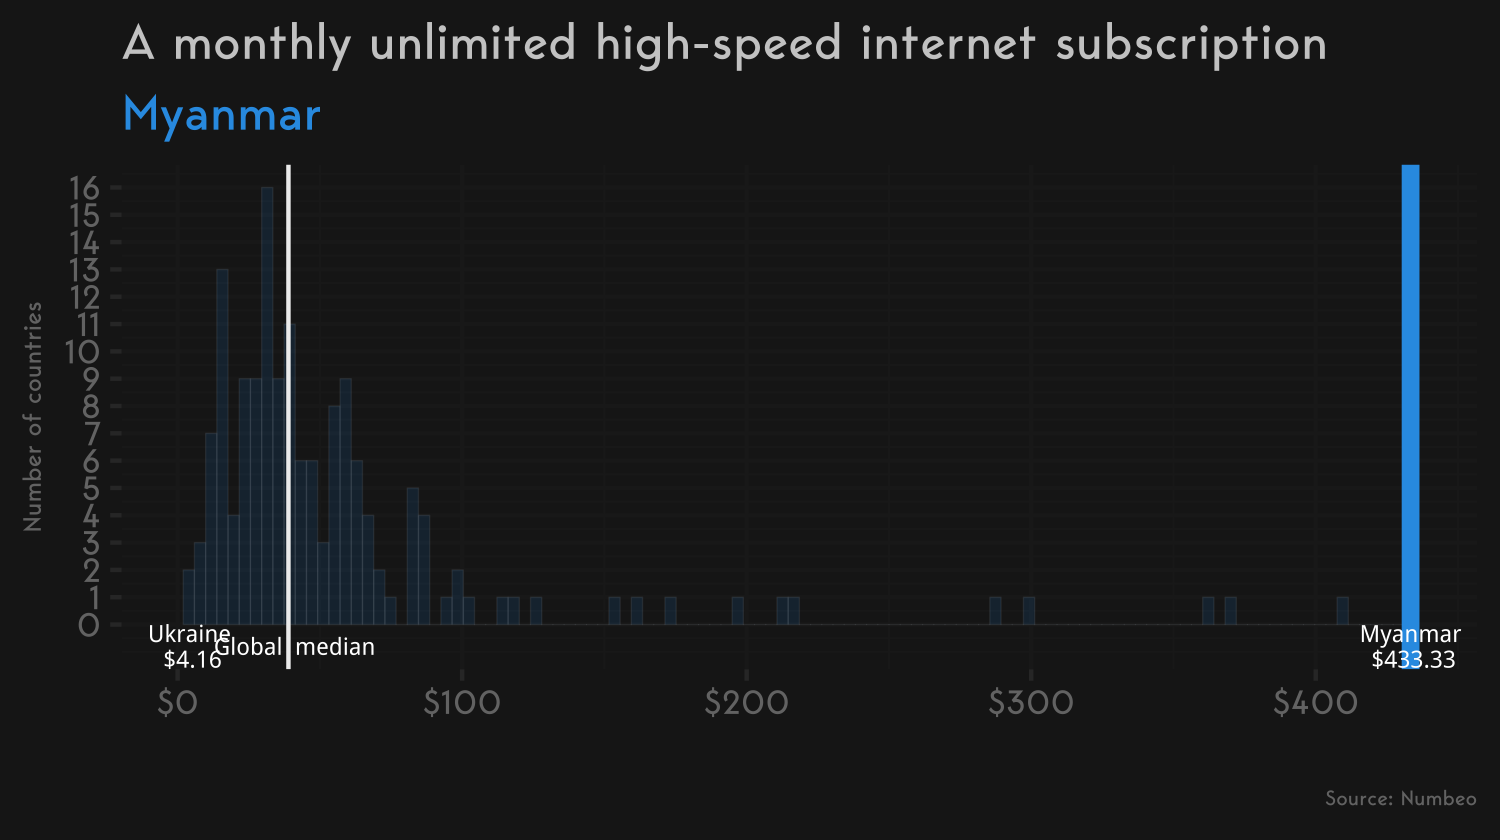 A monthly unlimited high-speed internet subscription
Myanmar
Number of countries
16
15
14
13
12
11
10
9
8
7
6
5
4
3
2
1
0
Ukraine
$4.16
Global median
Myanmar
$433.33
$0 $100 $200 $300 $400
Source: Numbeo